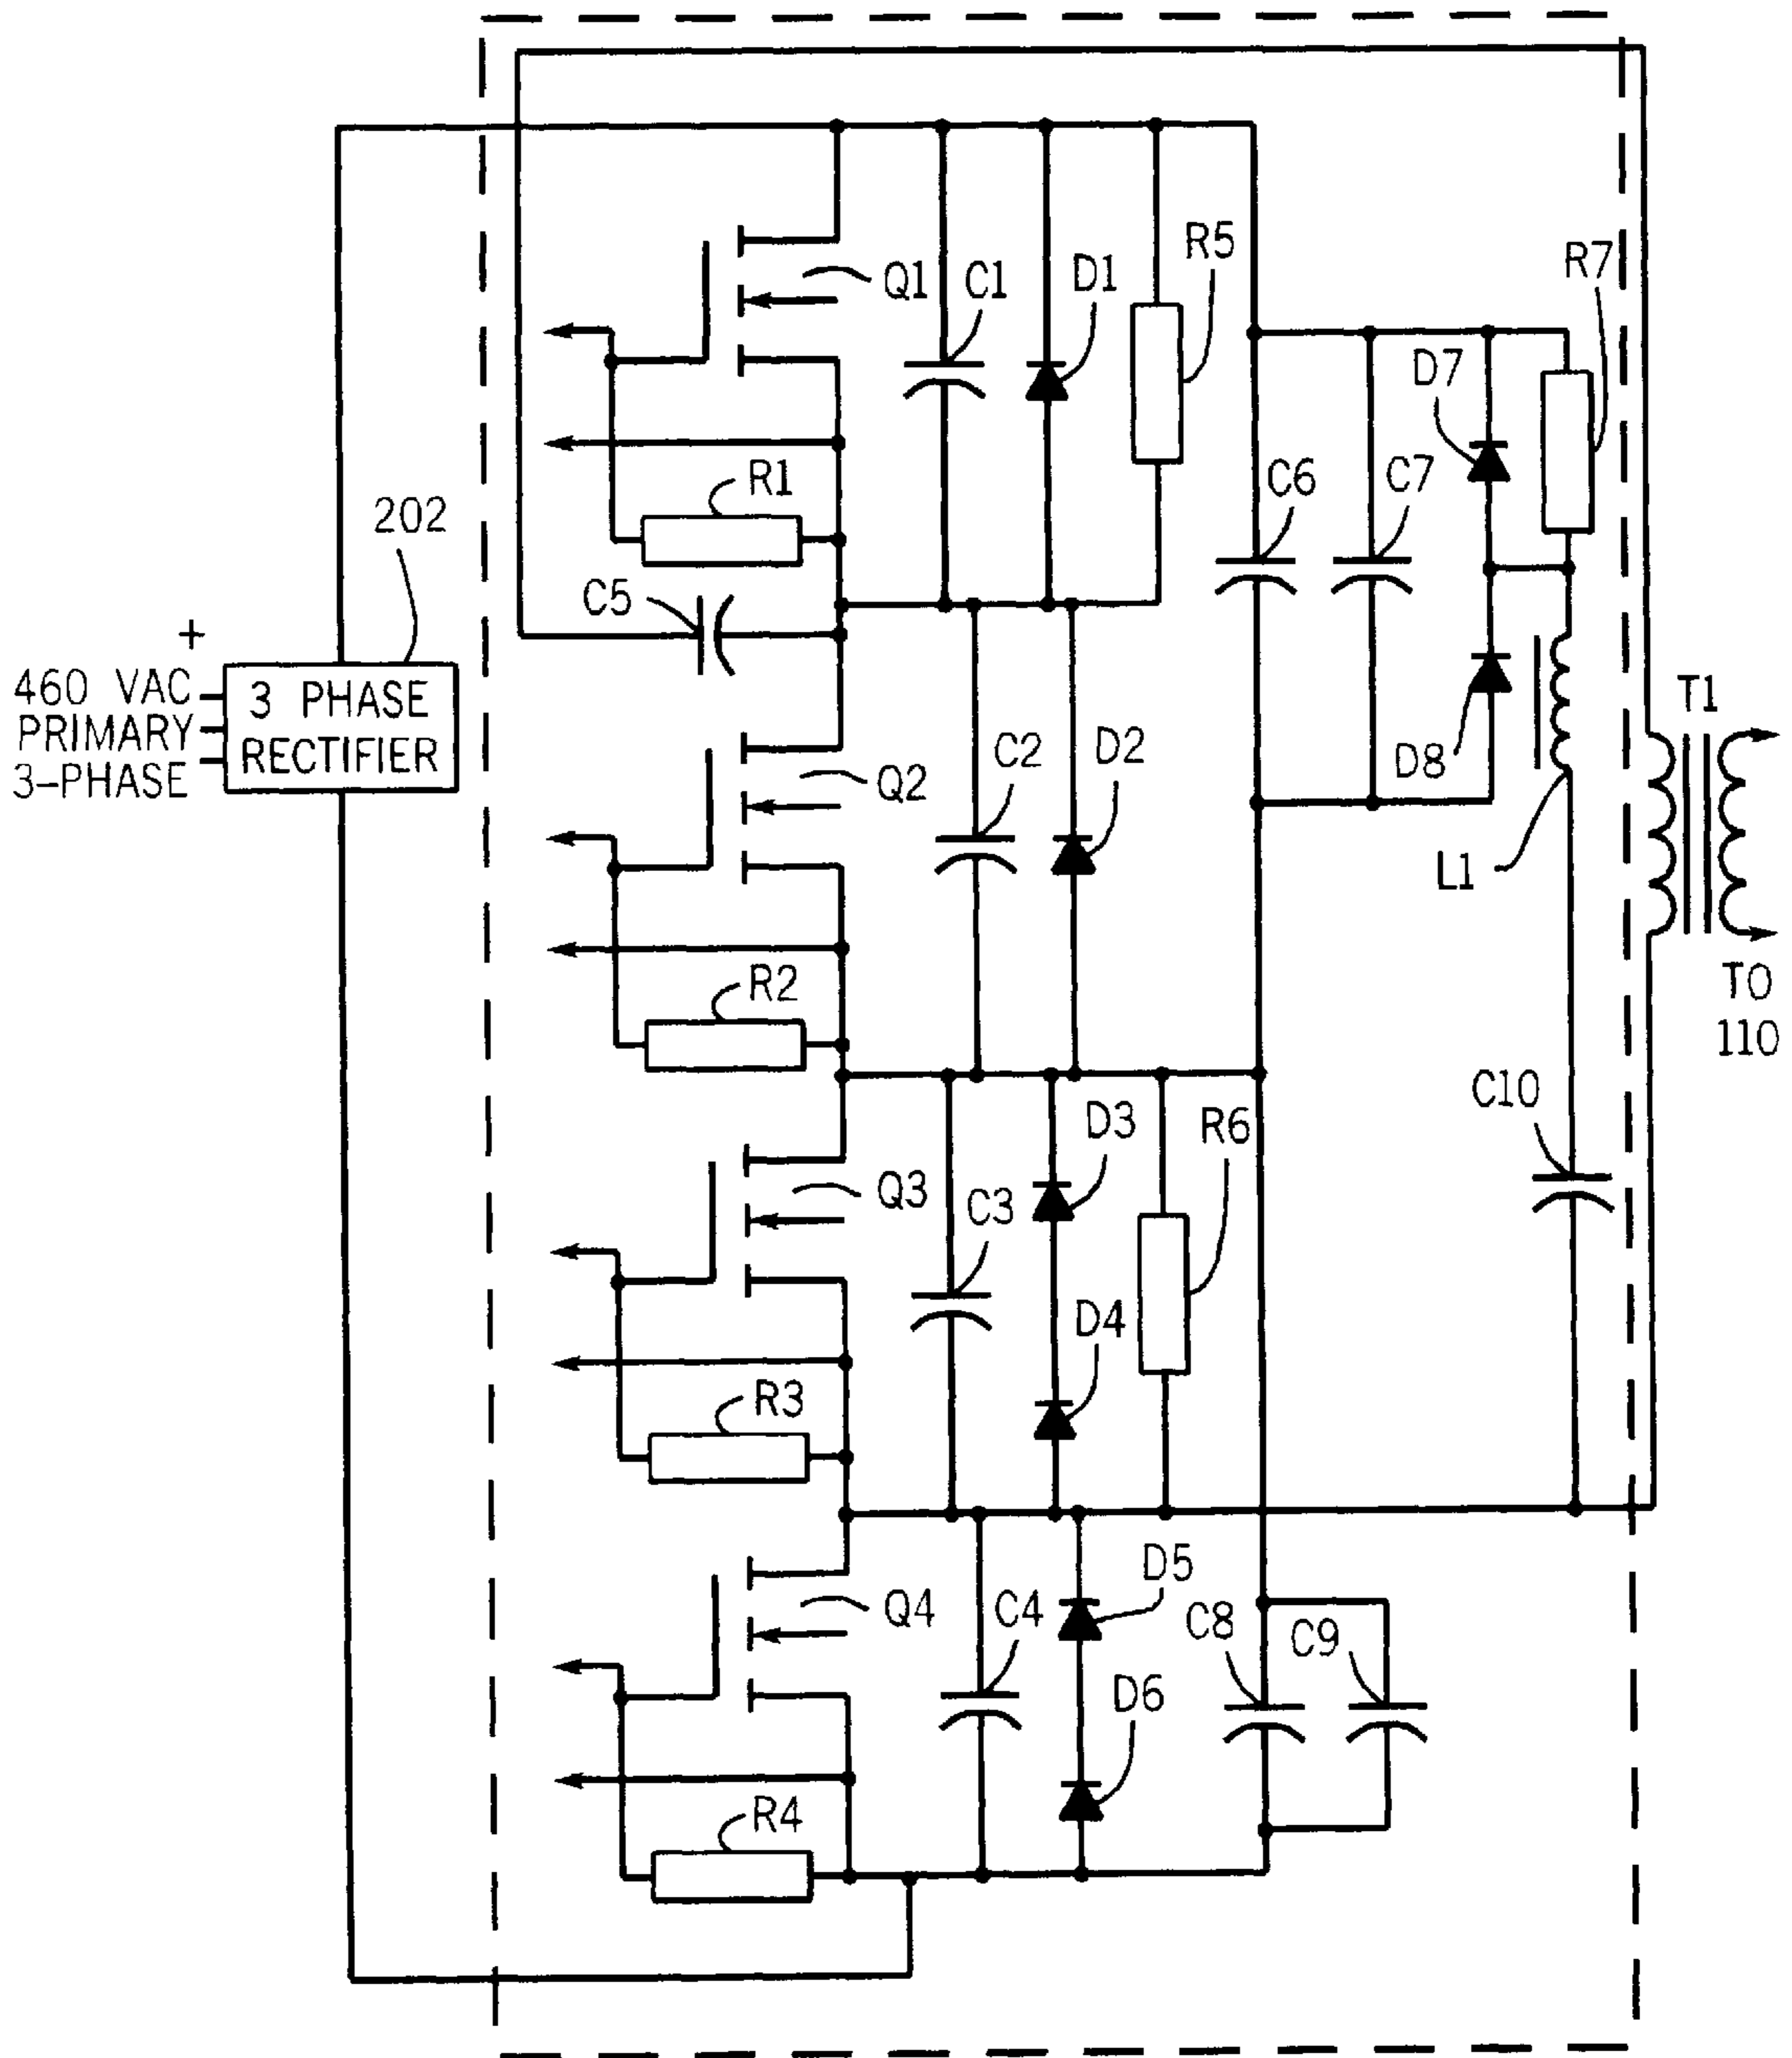 Q1
C1
D1
R5
R7
D7
R1
C6
C7
202
C5
+
460 VAC
PRIMARY
3-PHASE
3 PHASE
RECTIFIER
T1
Q2
C2
D2
D8
L1
R2
TO
110
C10
D3
R6
Q3
C3
D4
R3
D5
Q4
C4
C8
C9
D6
R4